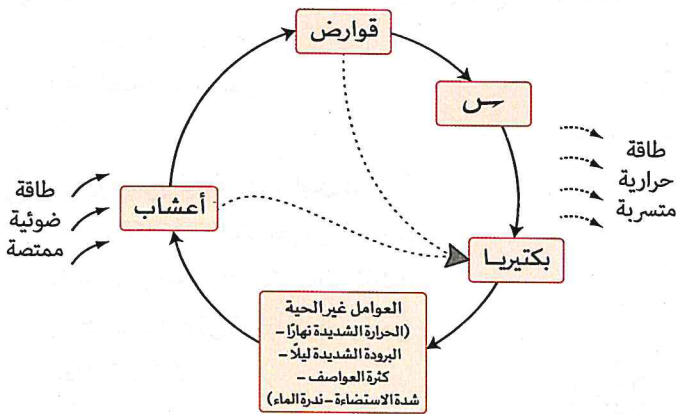 قوارض
س
طاقة
حرارية
متسربة
طاقة
ضوئية
ممتصة
أعشاب
بكتيريا
العوامل غير الحية
(الحرارة الشديدة نهارًا –
البرودة الشديدة ليلًا –
كثرة العواصف –
شدة الاستضاءة – ندرة الماء)